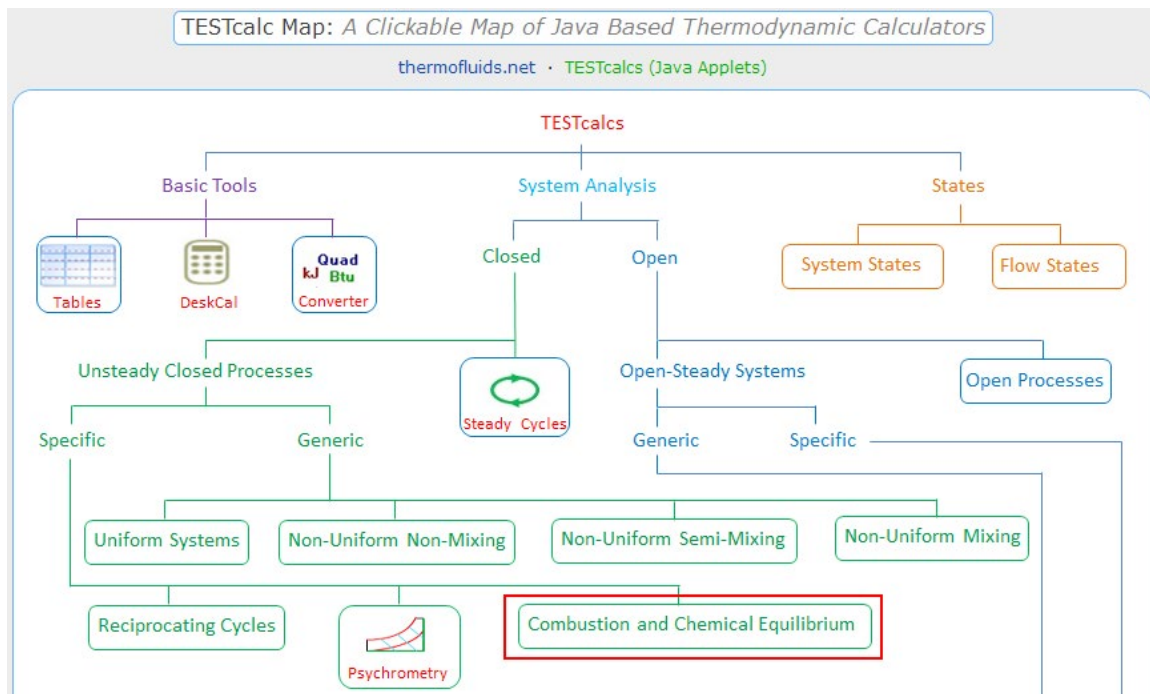 TESTcalc Map: A Clickable Map of Java Based Thermodynamic Calculators
thermofluids.net · TESTcalcs (Java Applets)
TESTcalcs
Basic Tools
System Analysis
States
Tables
DeskCal
Quad
kJ Btu
Converter
Closed
Open
System States
Flow States
Unsteady Closed Processes
Steady Cycles
Open-Steady Systems
Open Processes
Specific
Generic
Generic
Specific
Uniform Systems
Non-Uniform Non-Mixing
Non-Uniform Semi-Mixing
Non-Uniform Mixing
Reciprocating Cycles
Psychrometry
Combustion and Chemical Equilibrium